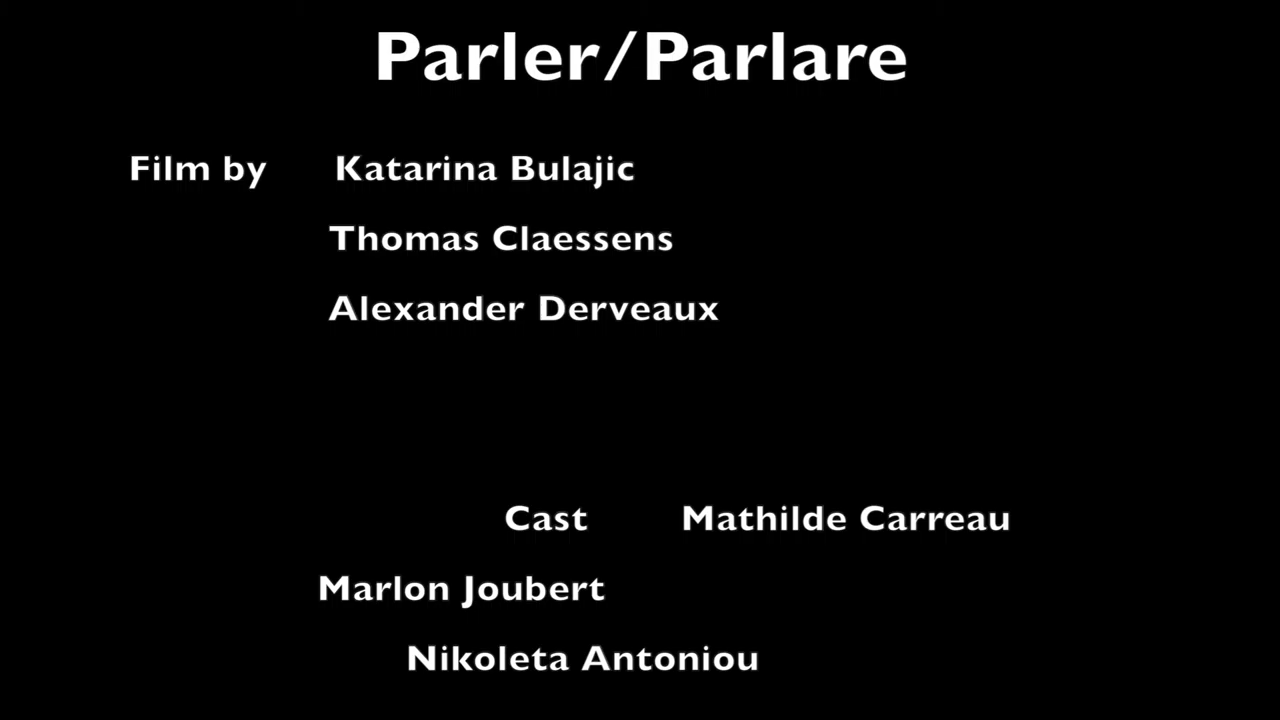 Parler/Parlare
Film by Katarina Bulajic
Thomas Claessens
Alexander Derveaux
Cast Mathilde Carreau
Marlon Joubert
Nikoleta Antoniou